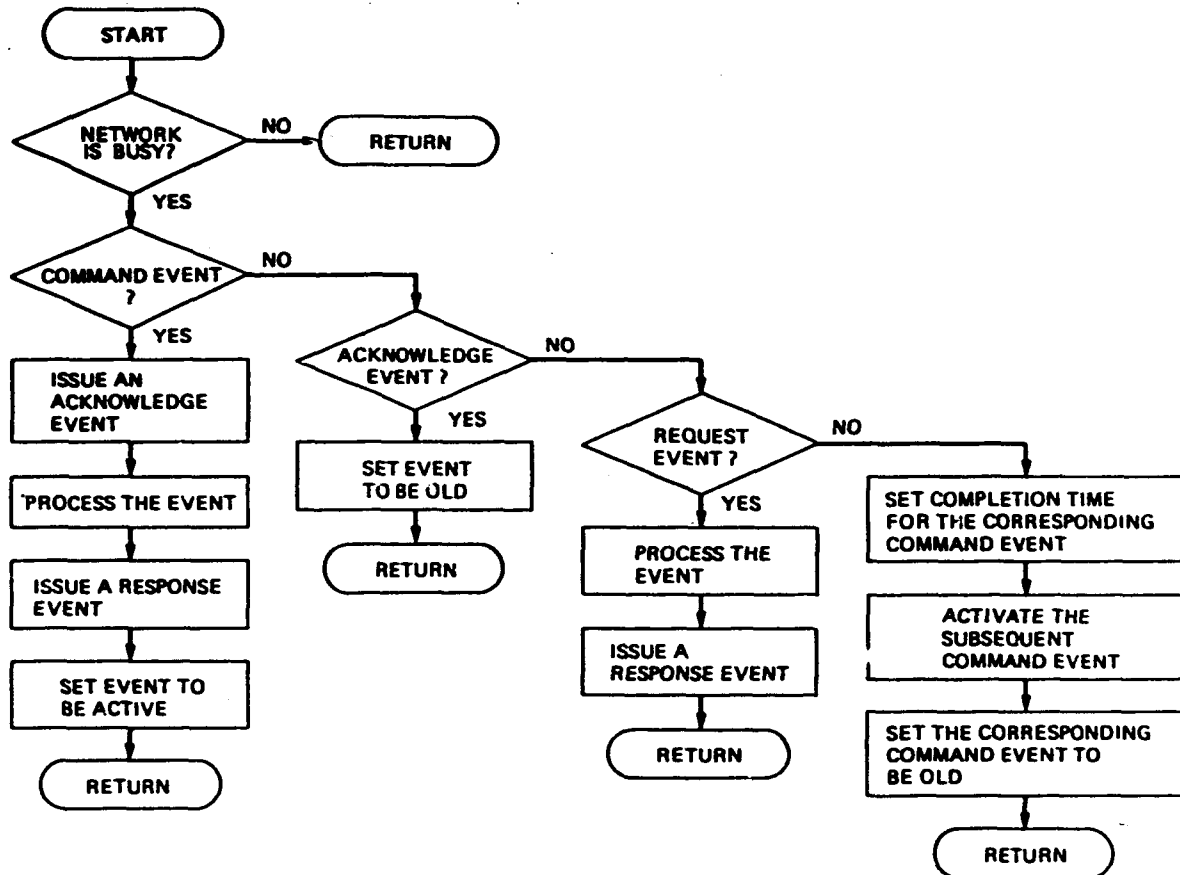 START
NETWORK
IS BUSY?
NO
RETURN
YES
COMMAND EVENT
?
NO
YES
ISSUE AN
ACKNOWLEDGE
EVENT
PROCESS THE EVENT
ISSUE A RESPONSE
EVENT
SET EVENT TO
BE ACTIVE
RETURN
ACKNOWLEDGE
EVENT ?
NO
YES
SET EVENT
TO BE OLD
RETURN
REQUEST
EVENT ?
NO
YES
PROCESS THE
EVENT
ISSUE A
RESPONSE EVENT
RETURN
SET COMPLETION TIME
FOR THE CORRESPONDING
COMMAND EVENT
ACTIVATE THE
SUBSEQUENT
COMMAND EVENT
SET THE CORRESPONDING
COMMAND EVENT TO
BE OLD
RETURN